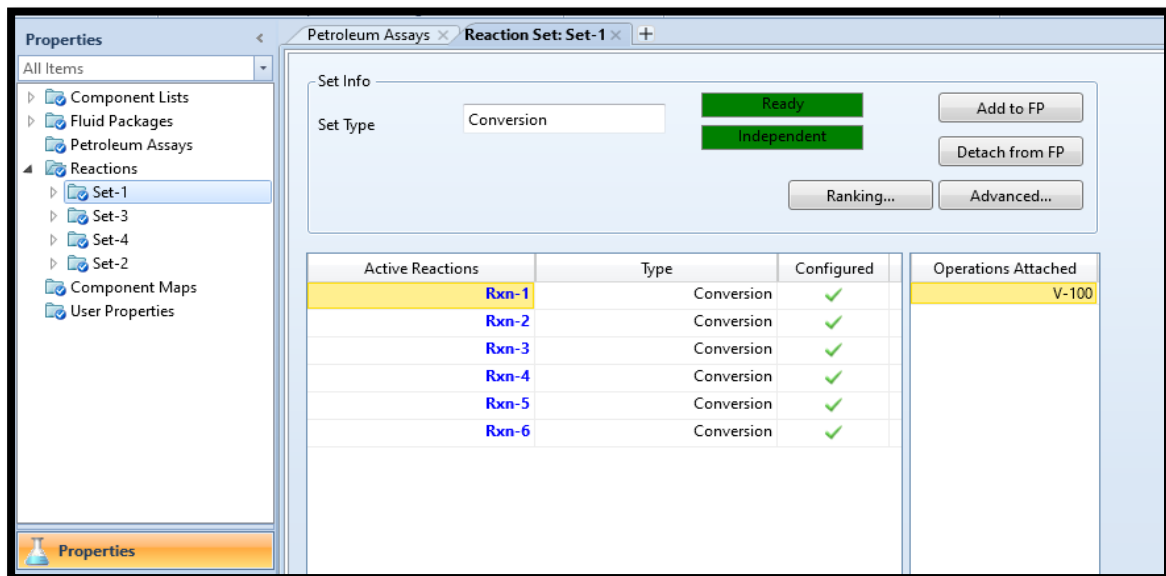 Properties <
Petroleum Assays × Reaction Set: Set-1 × +
All Items
Component Lists
Fluid Packages
Petroleum Assays
Reactions
Set-1
Set-3
Set-4
Set-2
Component Maps
User Properties
Properties
Set Info
Set Type Conversion
Ready
Independent
Add to FP
Detach from FP
Ranking... Advanced...
Active Reactions Type Configured Operations Attached
Rxn-1 Conversion V-100
Rxn-2 Conversion
Rxn-3 Conversion
Rxn-4 Conversion
Rxn-5 Conversion
Rxn-6 Conversion